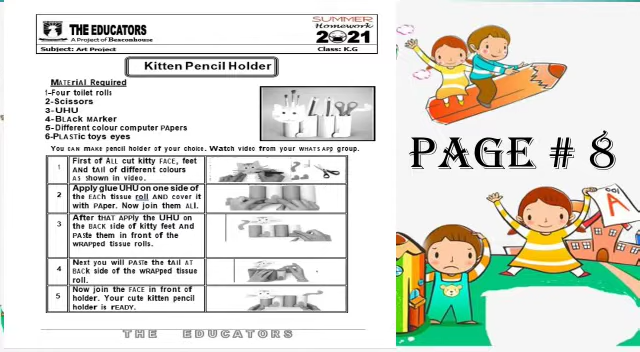 THE EDUCATORS
A Project of Beaconhouse
SUMMER
Homework
2021
Subject: Art Project
Class: K.G
Kitten Pencil Holder
MATERIAL Required
1-Four toilet rolls
2-Scissors
3-UHU
4-BLACK MARker
5-Different colour computer PAPers
6-PLASTIC toys eyes
You CAN MAKE pencil holder of your choice. Watch video from your WHATSAPP group.
1
First of ALL cut kitty FACE, feet
AND tAIL of different colours
AS shown in video.
2
Apply glue UHU on one side of
the EACH tissue roll AND cover it
with PAper. Now join them ALL.
3
After tHAT APPLY the UHU on
the BACK side of kitty feet and
PASte them in front of the
WRAPPED tissue rolls.
4
Next you will PASTE the tail AT
BACK side of the WRAPPED tissue
roll.
5
Now join the FACE in front of
holder. Your cute kitten pencil
holder is rEADY.
THE EDUCATORS
PAGE # 8
A